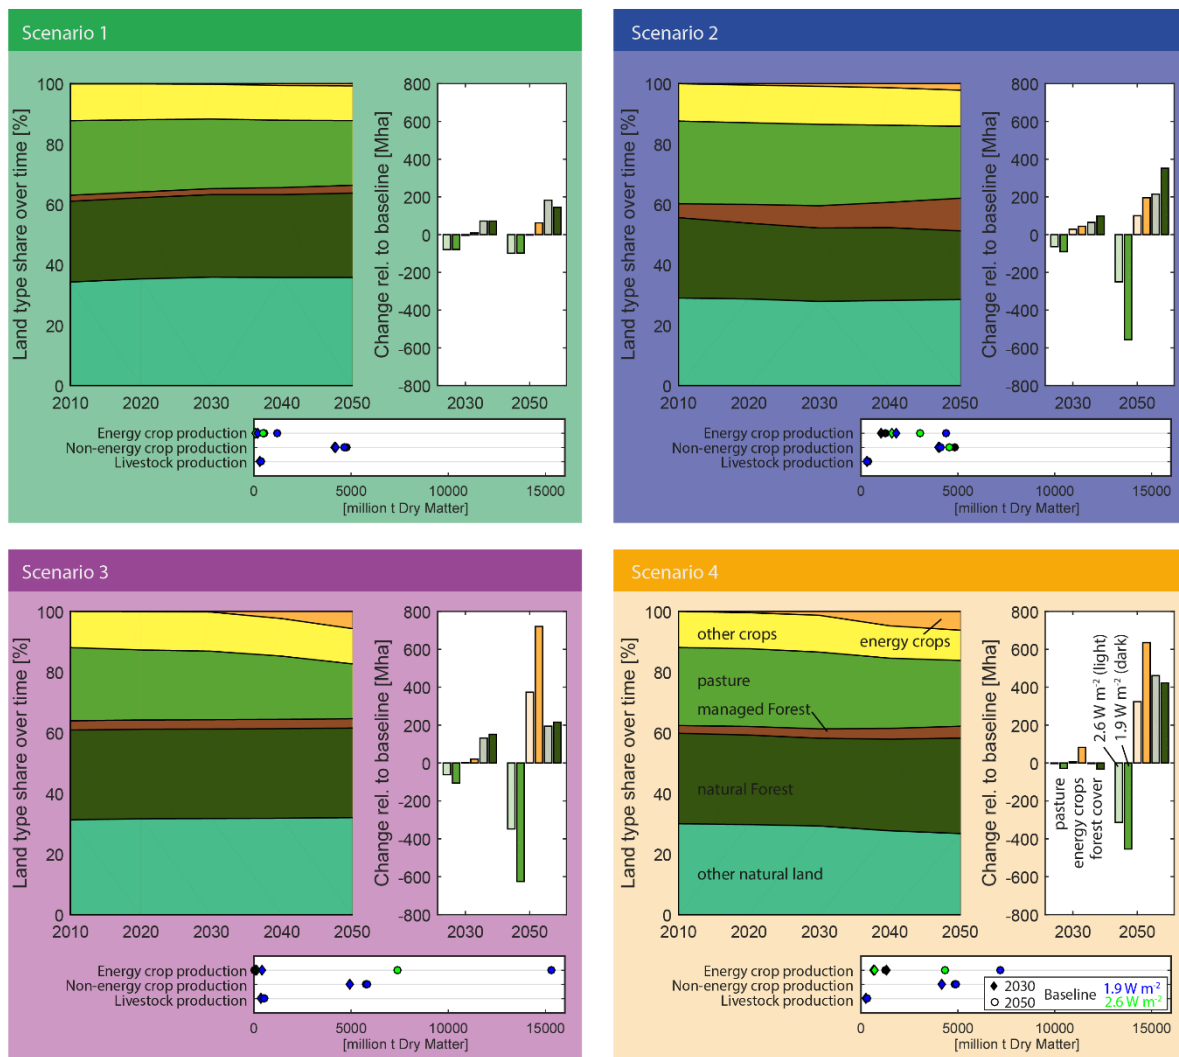 Scenario 1
Land type share over time [%]
100
80
60
40
20
0
2010 2020 2030 2040 2050
Change rel. to baseline [Mha]
800
600
400
200
0
-200
-400
-600
-800
2030 2050
Energy crop production
Non-energy crop production
Livestock production
0 5000 10000 15000
[million t Dry Matter]
Scenario 2
Land type share over time [%]
100
80
60
40
20
0
2010 2020 2030 2040 2050
Change rel. to baseline [Mha]
800
600
400
200
0
-200
-400
-600
-800
2030 2050
Energy crop production
Non-energy crop production
Livestock production
0 5000 10000 15000
[million t Dry Matter]
Scenario 3
Land type share over time [%]
100
80
60
40
20
0
2010 2020 2030 2040 2050
Change rel. to baseline [Mha]
800
600
400
200
0
-200
-400
-600
-800
2030 2050
Energy crop production
Non-energy crop production
Livestock production
0 5000 10000 15000
[million t Dry Matter]
Scenario 4
Land type share over time [%]
100
80
60
40
20
0
other crops
energy crops
pasture
managed Forest
natural Forest
other natural land
2010 2020 2030 2040 2050
Change rel. to baseline [Mha]
800
600
400
200
0
-200
-400
-600
-800
2.6 W m⁻² (light)
1.9 W m⁻² (dark)
pasture
energy crops
forest cover
2030 2050
Energy crop production
Non-energy crop production
Livestock production
2030 Baseline 1.9 W m⁻²
2050 2.6 W m⁻²
0 5000 10000 15000
[million t Dry Matter]